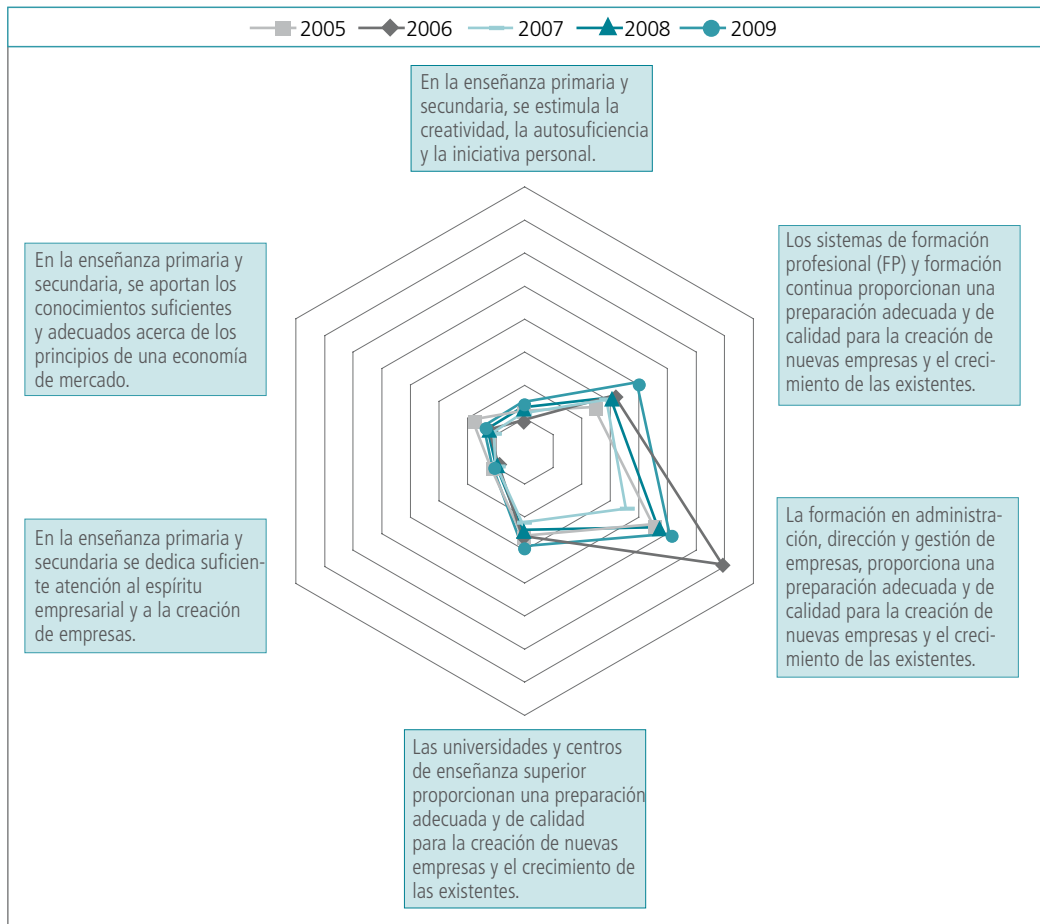 2005 2006 2007 2008 2009
En la enseñanza primaria y
secundaria, se estimula la
creatividad, la autosuficiencia
y la iniciativa personal.
Los sistemas de formación
profesional (FP) y formación
continua proporcionan una
preparación adecuada y de
calidad para la creación de
nuevas empresas y el creci-
miento de las existentes.
En la enseñanza primaria y
secundaria, se aportan los
conocimientos suficientes
y adecuados acerca de los
principios de una economía
de mercado.
La formación en administra-
ción, dirección y gestión de
empresas, proporciona una
preparación adecuada y de
calidad para la creación de
nuevas empresas y el creci-
miento de las existentes.
En la enseñanza primaria y
secundaria se dedica suficien-
te atención al espíritu
empresarial y a la creación
de empresas.
Las universidades y centros
de enseñanza superior
proporcionan una preparación
adecuada y de calidad
para la creación de nuevas
empresas y el crecimiento de
las existentes.